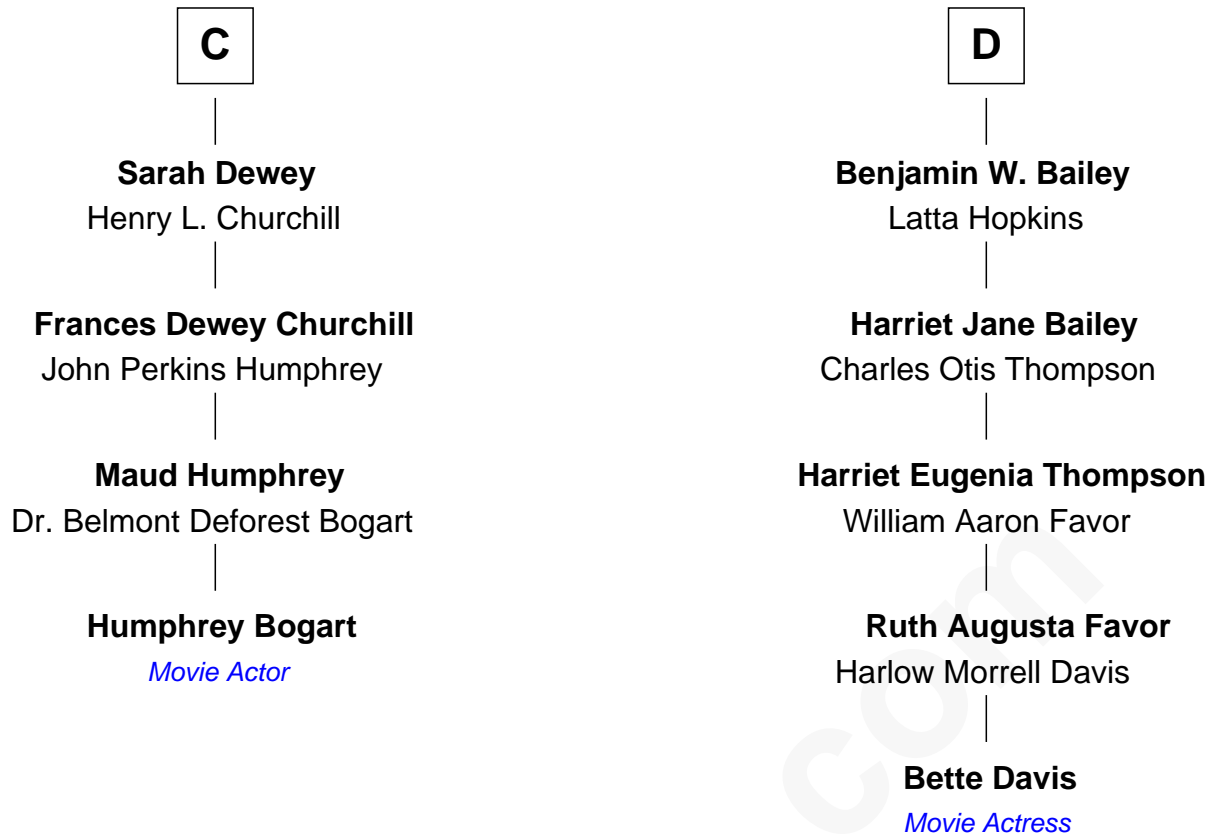 C
Sarah Dewey
Henry L. Churchill
Frances Dewey Churchill
John Perkins Humphrey
Maud Humphrey
Dr. Belmont Deforest Bogart
Humphrey Bogart
Movie Actor
D
Benjamin W. Bailey
Latta Hopkins
Harriet Jane Bailey
Charles Otis Thompson
Harriet Eugenia Thompson
William Aaron Favor
Ruth Augusta Favor
Harlow Morrell Davis
Bette Davis
Movie Actress
com